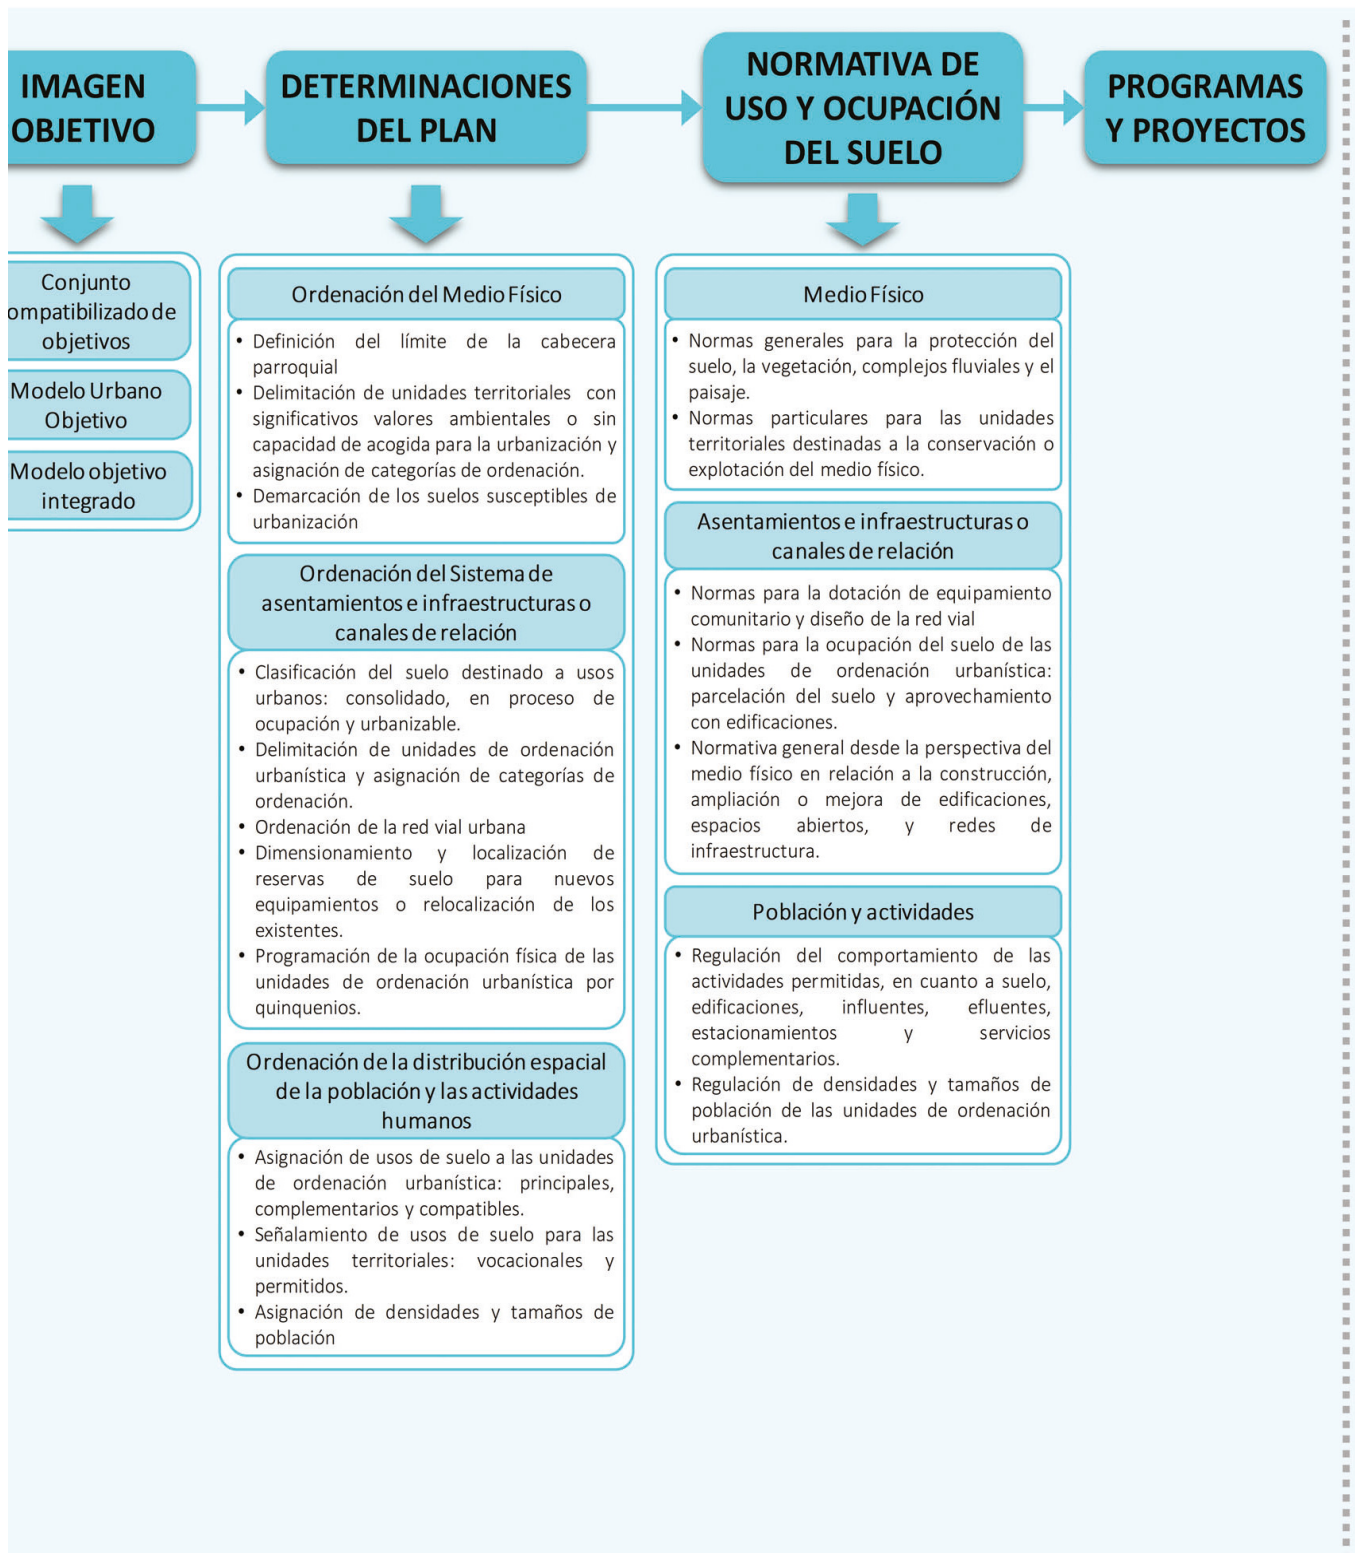 IMAGEN
OBJETIVO
DETERMINACIONES
DEL PLAN
NORMATIVA DE
USO Y OCUPACIÓN
DEL SUELO
PROGRAMAS
Y PROYECTOS
Conjunto
ompatibilizado de
objetivos
Modelo Urbano
Objetivo
Modelo objetivo
integrado
Ordenación del Medio Físico
• Definición del límite de la cabecera
parroquial
• Delimitación de unidades territoriales con
significativos valores ambientales o sin
capacidad de acogida para la urbanización y
asignación de categorías de ordenación.
• Demarcación de los suelos susceptibles de
urbanización
Ordenación del Sistema de
asentamientos e infraestructuras o
canales de relación
• Clasificación del suelo destinado a usos
urbanos: consolidado, en proceso de
ocupación y urbanizable.
• Delimitación de unidades de ordenación
urbanística y asignación de categorías de
ordenación.
• Ordenación de la red vial urbana
• Dimensionamiento y localización de
reservas de suelo para nuevos
equipamientos o relocalización de los
existentes.
• Programación de la ocupación física de las
unidades de ordenación urbanística por
quinquenios.
Ordenación de la distribución espacial
de la población y las actividades
humanos
• Asignación de usos de suelo a las unidades
de ordenación urbanística: principales,
complementarios y compatibles.
• Señalamiento de usos de suelo para las
unidades territoriales: vocacionales y
permitidos.
• Asignación de densidades y tamaños de
población
Medio Físico
• Normas generales para la protección del
suelo, la vegetación, complejos fluviales y el
paisaje.
• Normas particulares para las unidades
territoriales destinadas a la conservación o
explotación del medio físico.
Asentamientos e infraestructuras o
canales de relación
• Normas para la dotación de equipamiento
comunitario y diseño de la red vial
• Normas para la ocupación del suelo de las
unidades de ordenación urbanística:
parcelación del suelo y aprovechamiento
con edificaciones.
• Normativa general desde la perspectiva del
medio físico en relación a la construcción,
ampliación o mejora de edificaciones,
espacios abiertos, y redes de
infraestructura.
Población y actividades
• Regulación del comportamiento de las
actividades permitidas, en cuanto a suelo,
edificaciones, influentes, efluentes,
estacionamientos y servicios
complementarios.
• Regulación de densidades y tamaños de
población de las unidades de ordenación
urbanística.